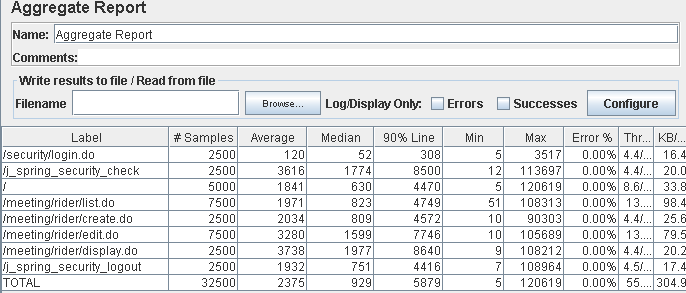 Aggregate Report
Name: Aggregate Report
Comments:
Write results to file / Read from file
Filename Browse... Log/Display Only: Errors Successes Configure
Label # Samples Average Median 90% Line Min Max Error % Thr... KB/...
/security/login.do 2500 120 52 308 5 3517 0.00% 4.4/... 16.4
/j_spring_security_check 2500 3616 1774 8500 12 113697 0.00% 4.4/... 20.0
/ 5000 1841 630 4470 5 120619 0.00% 8.6/... 33.8
/meeting/rider/list.do 7500 1971 823 4749 51 108313 0.00% 13.... 98.4
/meeting/rider/create.do 2500 2034 809 4572 10 90303 0.00% 4.4/... 25.6
/meeting/rider/edit.do 7500 3280 1599 7746 10 105689 0.00% 13.... 79.5
/meeting/rider/display.do 2500 3738 1977 8640 9 108212 0.00% 4.4/... 20.2
/j_spring_security_logout 2500 1932 751 4416 7 108964 0.00% 4.5/... 17.4
TOTAL 32500 2375 929 5879 5 120619 0.00% 55.... 304.9